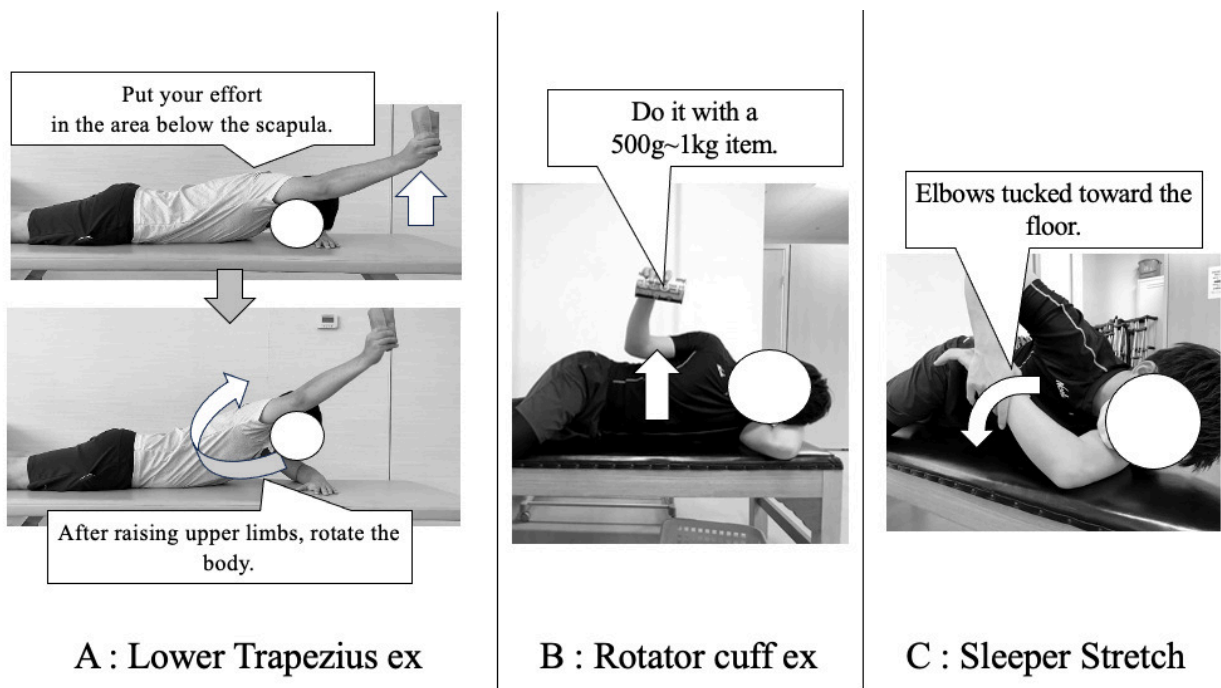 Put your effort
in the area below the scapula.
After raising upper limbs, rotate the
body.
A : Lower Trapezius ex
Do it with a
500g~1kg item.
B : Rotator cuff ex
Elbows tucked toward the
floor.
C : Sleeper Stretch